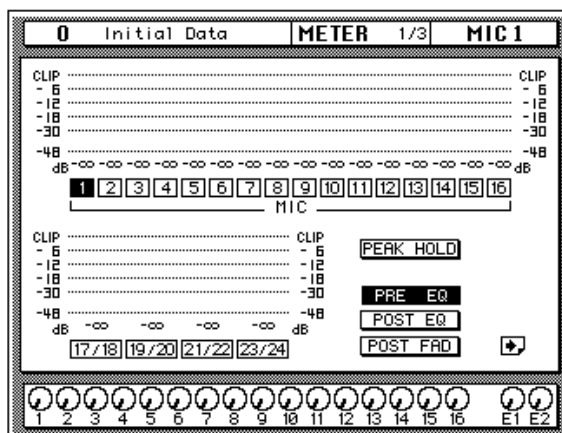 0 Initial Data METER 1/3 MIC 1
CLIP CLIP
- 6 - 6
-12 -12
-18 -18
-30 -30
-48 -48
dB -∞ -∞ -∞ -∞ -∞ -∞ -∞ -∞ -∞ -∞ -∞ -∞ -∞ -∞ -∞ -∞ dB
1 2 3 4 5 6 7 8 9 10 11 12 13 14 15 16
MIC
CLIP CLIP
- 6 - 6 PEAK HOLD
-12 -12
-18 -18
-30 -30 PRE EQ
-48 -48
dB -∞ -∞ -∞ -∞ dB POST EQ
17/18 19/20 21/22 23/24 POST FAD
1 2 3 4 5 6 7 8 9 10 11 12 13 14 15 16 E1 E2